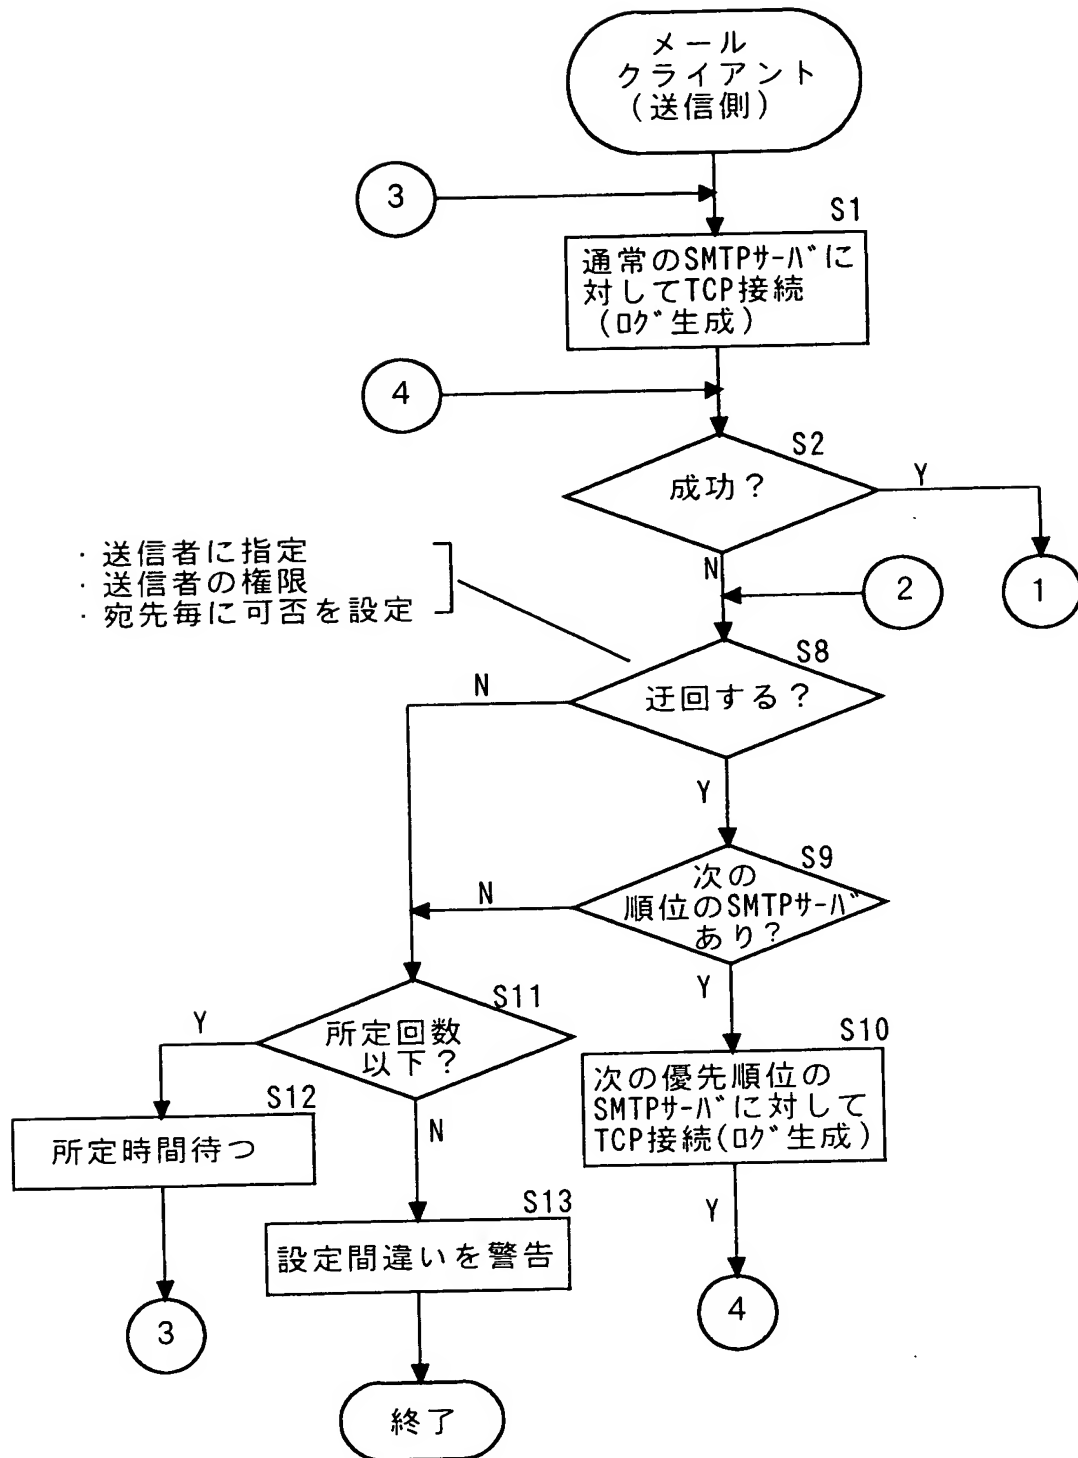 メール
クライアント
(送信側)
3
S1
通常のSMTPサーバに
対してTCP接続
(ログ生成)
4
S2
成功?
Y
N
・送信者に指定
・送信者の権限
・宛先毎に可否を設定
2
1
S8
迂回する?
N
Y
S9
次の
順位のSMTPサーバ
あり?
N
Y
S11
所定回数
以下?
Y
N
S10
次の優先順位の
SMTPサーバに対して
TCP接続(ログ生成)
S12
所定時間待つ
S13
設定間違いを警告
Y
3
4
終了